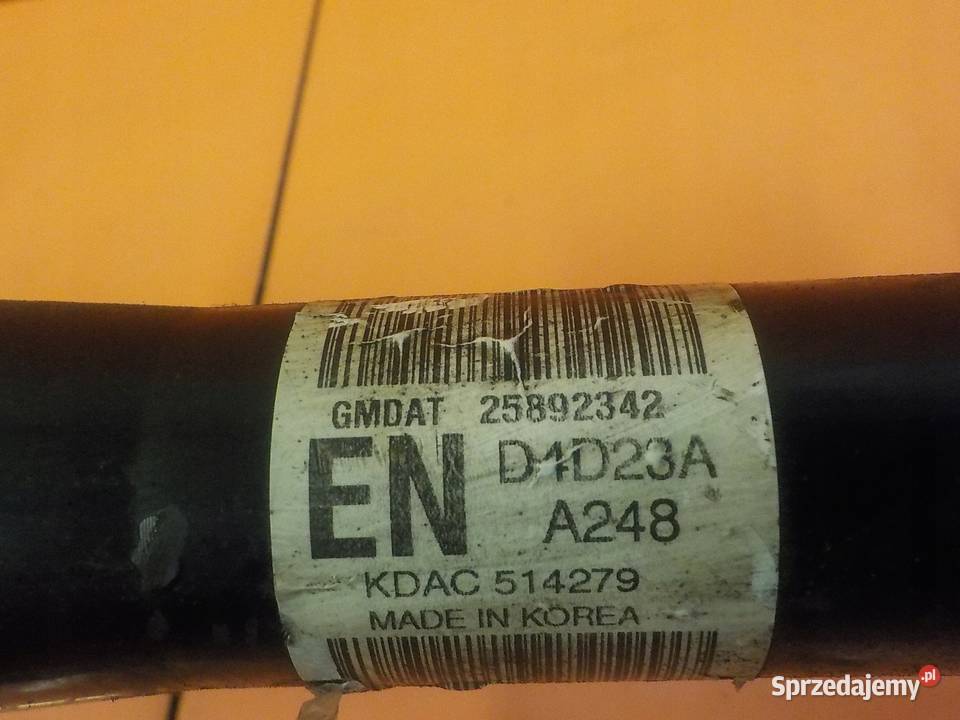 GMDAT 25892342
EN D4D23A
A248
KDAC 514279
MADE IN KOREA
Sprzedajemy.pl